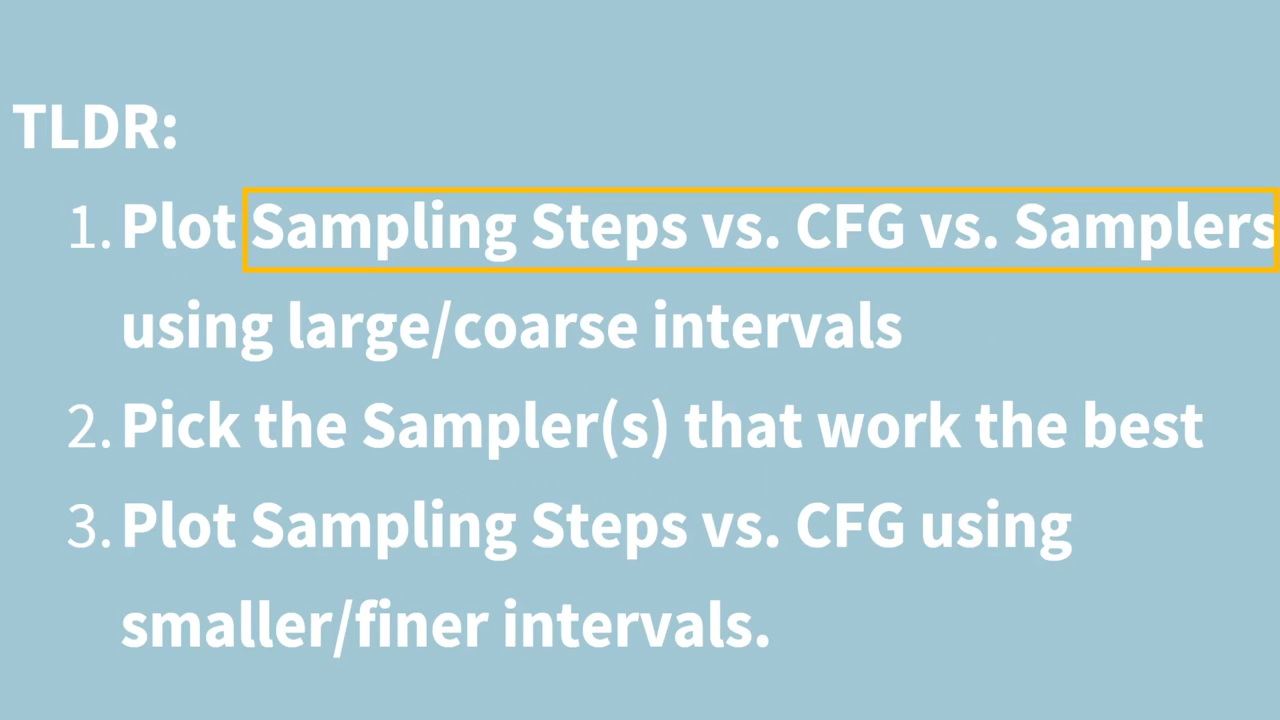 TLDR:
1. Plot Sampling Steps vs. CFG vs. Samplers
using large/coarse intervals
2. Pick the Sampler(s) that work the best
3. Plot Sampling Steps vs. CFG using
smaller/finer intervals.